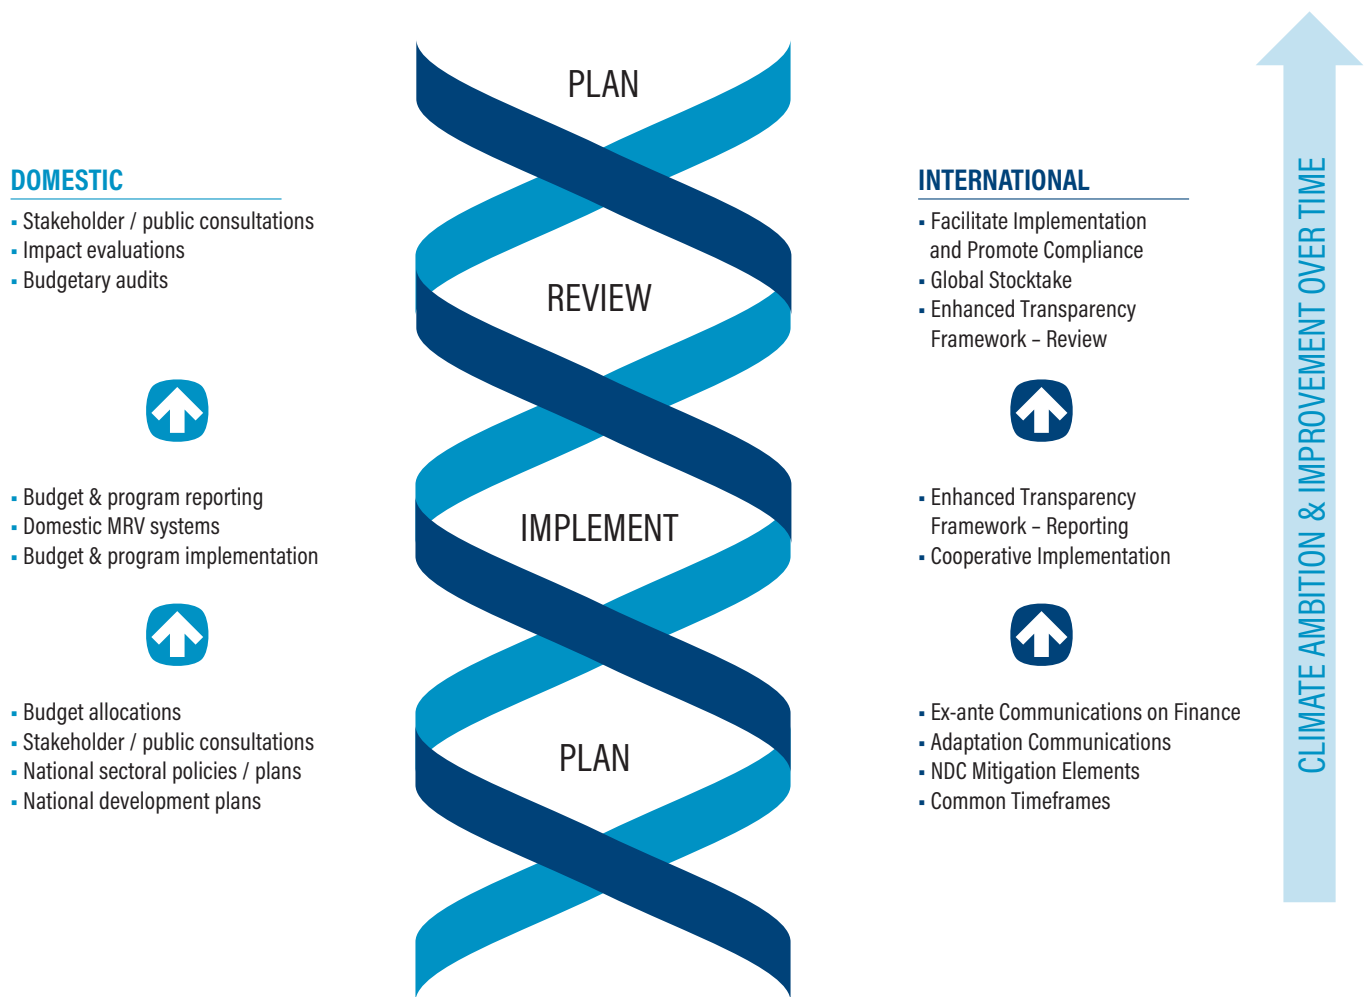 PLAN
DOMESTIC
▪ Stakeholder / public consultations
▪ Impact evaluations
▪ Budgetary audits
REVIEW
INTERNATIONAL
▪ Facilitate Implementation
and Promote Compliance
▪ Global Stocktake
▪ Enhanced Transparency
Framework – Review
▪ Budget & program reporting
▪ Domestic MRV systems
▪ Budget & program implementation
IMPLEMENT
▪ Enhanced Transparency
Framework – Reporting
▪ Cooperative Implementation
▪ Budget allocations
▪ Stakeholder / public consultations
▪ National sectoral policies / plans
▪ National development plans
PLAN
▪ Ex-ante Communications on Finance
▪ Adaptation Communications
▪ NDC Mitigation Elements
▪ Common Timeframes
CLIMATE AMBITION & IMPROVEMENT OVER TIME